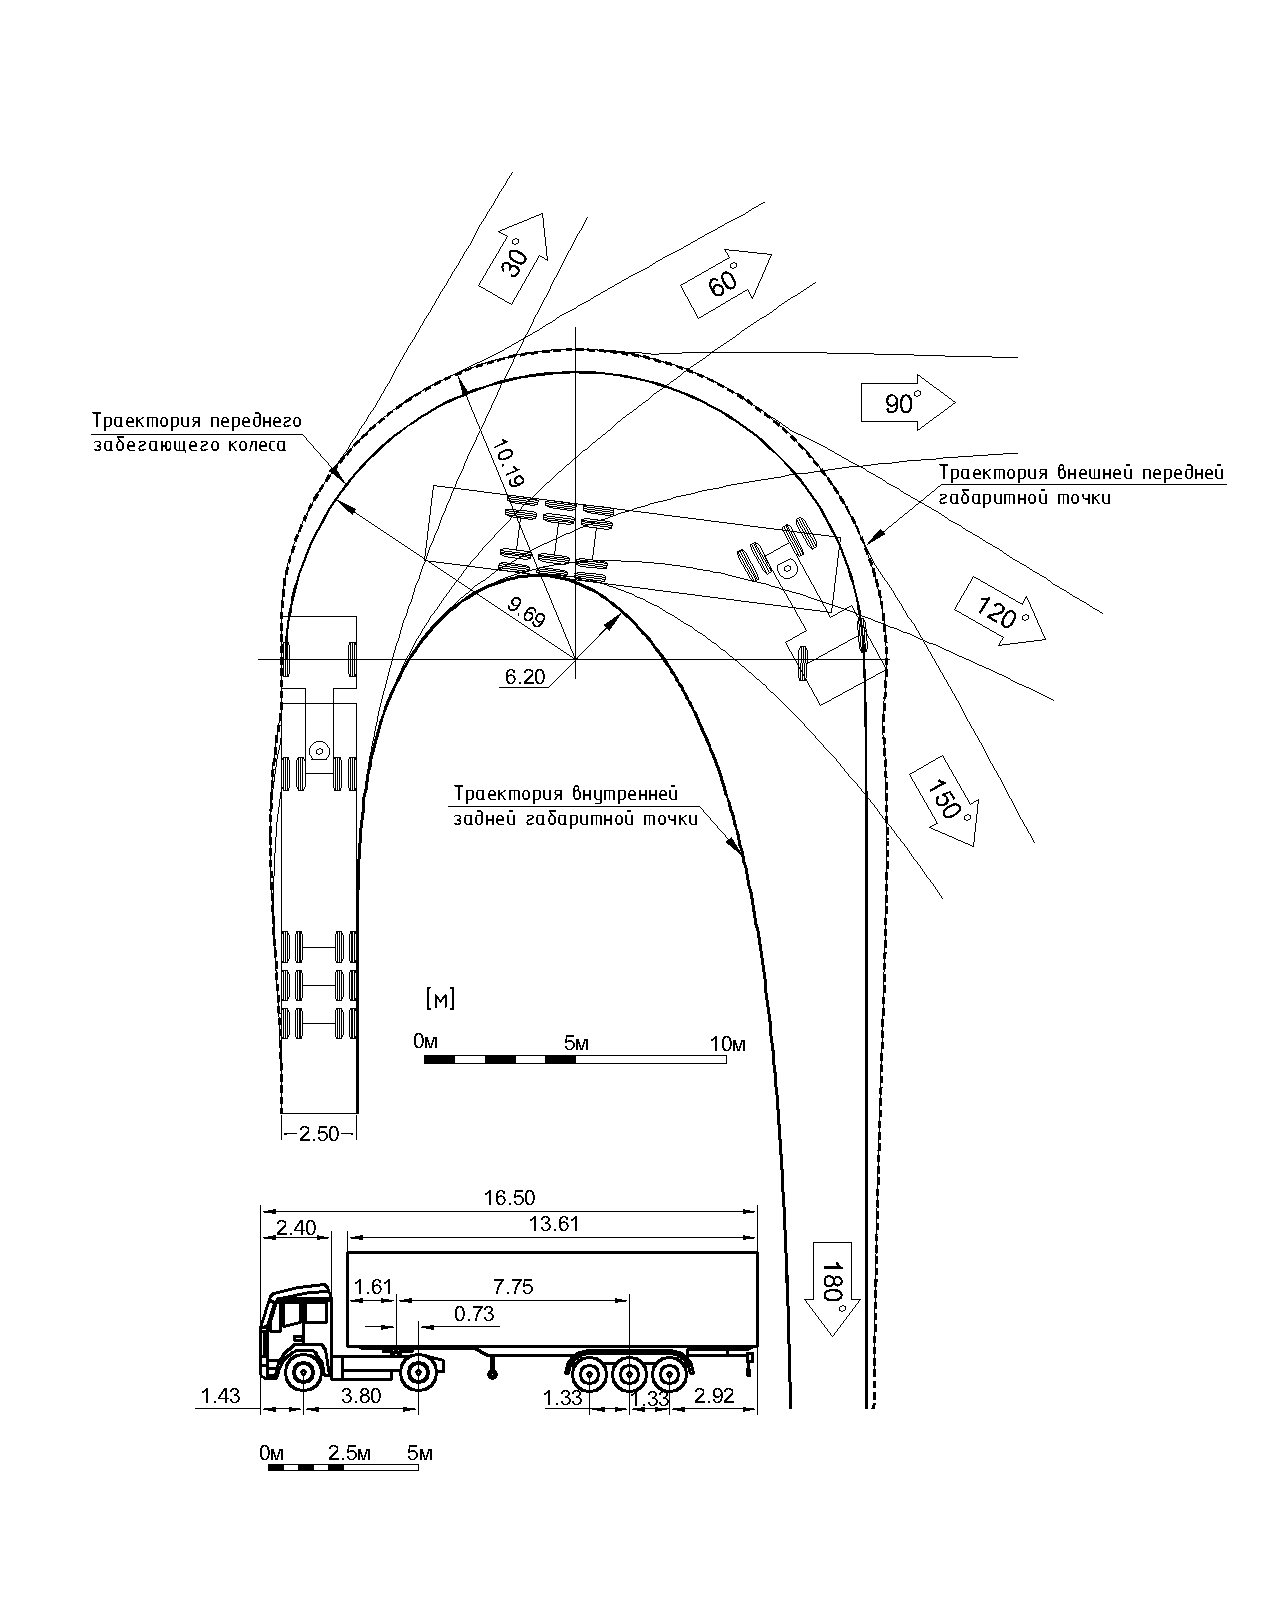 30°
60°
90°
Траектория переднего
забегающего колеса
10.19
Траектория внешней передней
габаритной точки
9.69
120°
6.20
150°
Траектория внутренней
задней габаритной точки
[м]
0м 5м 10м
2.50
16.50
2.40 13.61
180°
1.61 7.75
0.73
1.43 3.80 1.33 1.33 2.92
0м 2.5м 5м